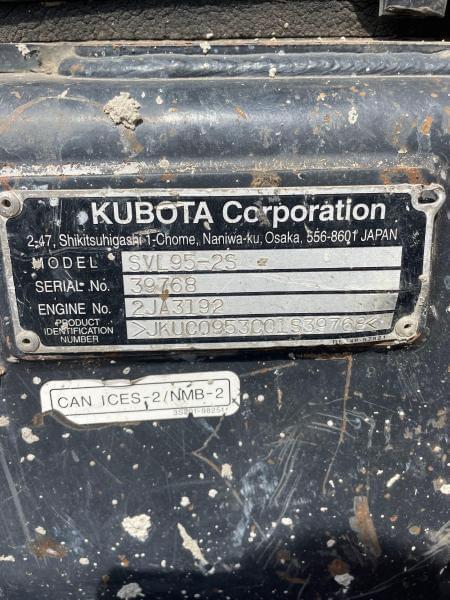 KUBOTA Corporation
2-47, Shikitsuhigashi 1-Chome, Naniwa-ku, Osaka, 556-8601 JAPAN
MODEL SVL95-2S
SERIAL No. 39768
ENGINE No. 2JA3192
PRODUCT IDENTIFICATION NUMBER >JKUC0953C01S39768<
CAN ICES-2/NMB-2